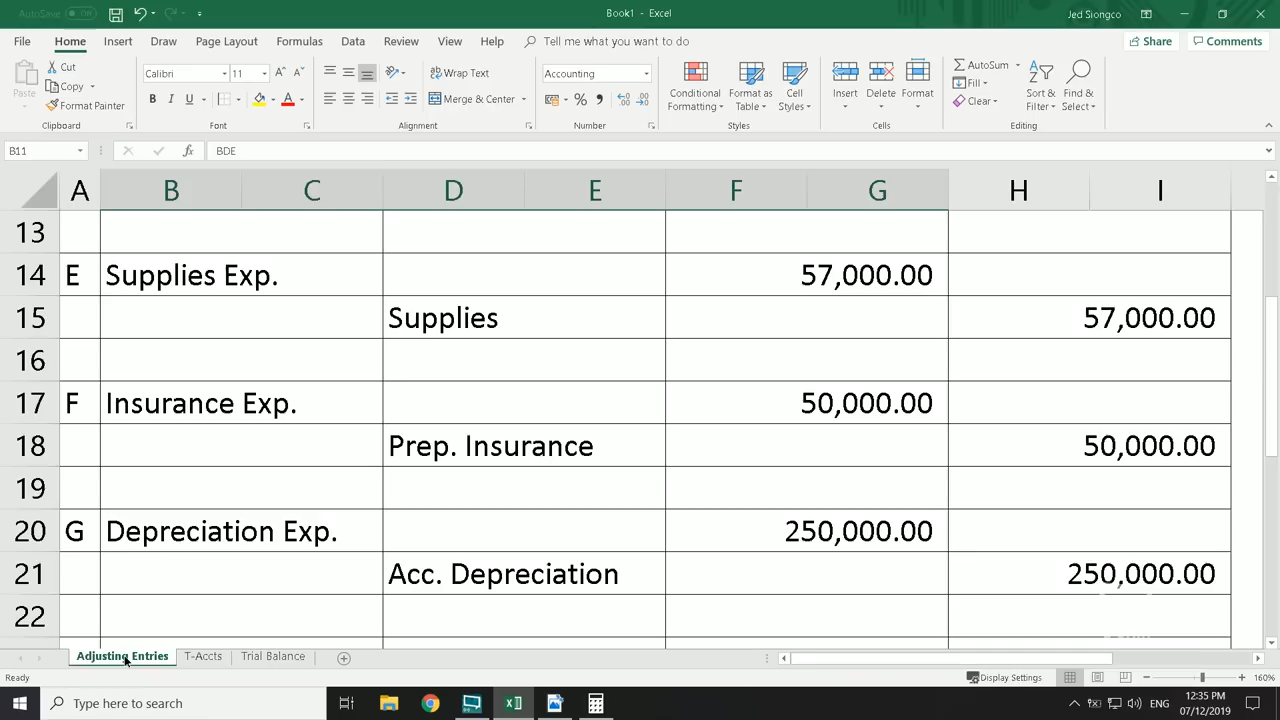 AutoSave Off Book1 - Excel Jed Siongco
File Home Insert Draw Page Layout Formulas Data Review View Help Tell me what you want to do Share Comments
Paste Cut Copy Format Painter
Clipboard
Calibri 11
B I U A
Font
Wrap Text
Merge & Center
Alignment
Accounting
%
Number
Conditional Formatting
Format as Table
Cell Styles
Styles
Insert Delete Format
Cells
AutoSum
Fill
Clear
Sort & Filter
Find & Select
Editing
B11 fx BDE
A B C D E F G H I
13
14 E Supplies Exp. 57,000.00
15 Supplies 57,000.00
16
17 F Insurance Exp. 50,000.00
18 Prep. Insurance 50,000.00
19
20 G Depreciation Exp. 250,000.00
21 Acc. Depreciation 250,000.00
22
Adjusting Entries T-Accts Trial Balance
Ready Display Settings 160%
Type here to search ENG 12:35 PM
07/12/2019